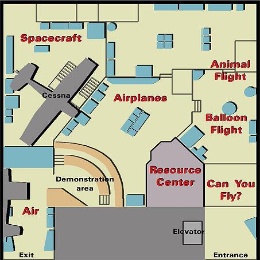 Spacecraft
Animal
Flight
Cessna
Airplanes
Balloon
Flight
Demonstration
area
Resource
Center
Can You
Fly?
Air
Elevator
Exit
Entrance